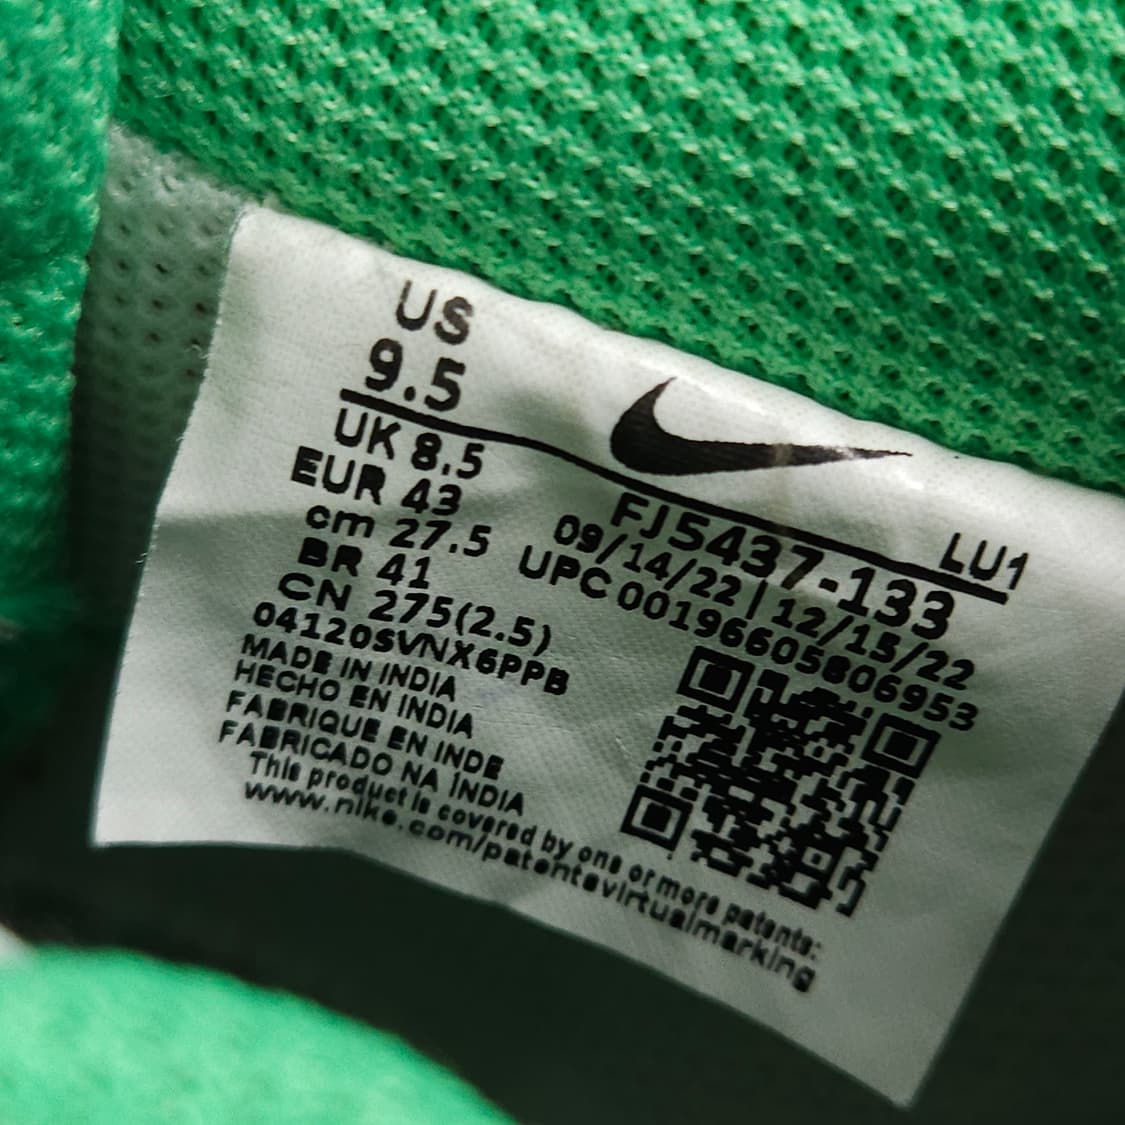 US
9.5
UK 8.5
EUR 43
cm 27.5
BR 41
CN 275(2.5)
04120SVNX6PPB
MADE IN INDIA
HECHO EN INDIA
FABRIQUE EN INDE
FABRICADO NA ÍNDIA
This product is covered by one or more patents:
www.nike.com/patentsvirtualmarking
LU1
FJ5437-133
09/14/22 | 12/15/22
UPC 00196605806953